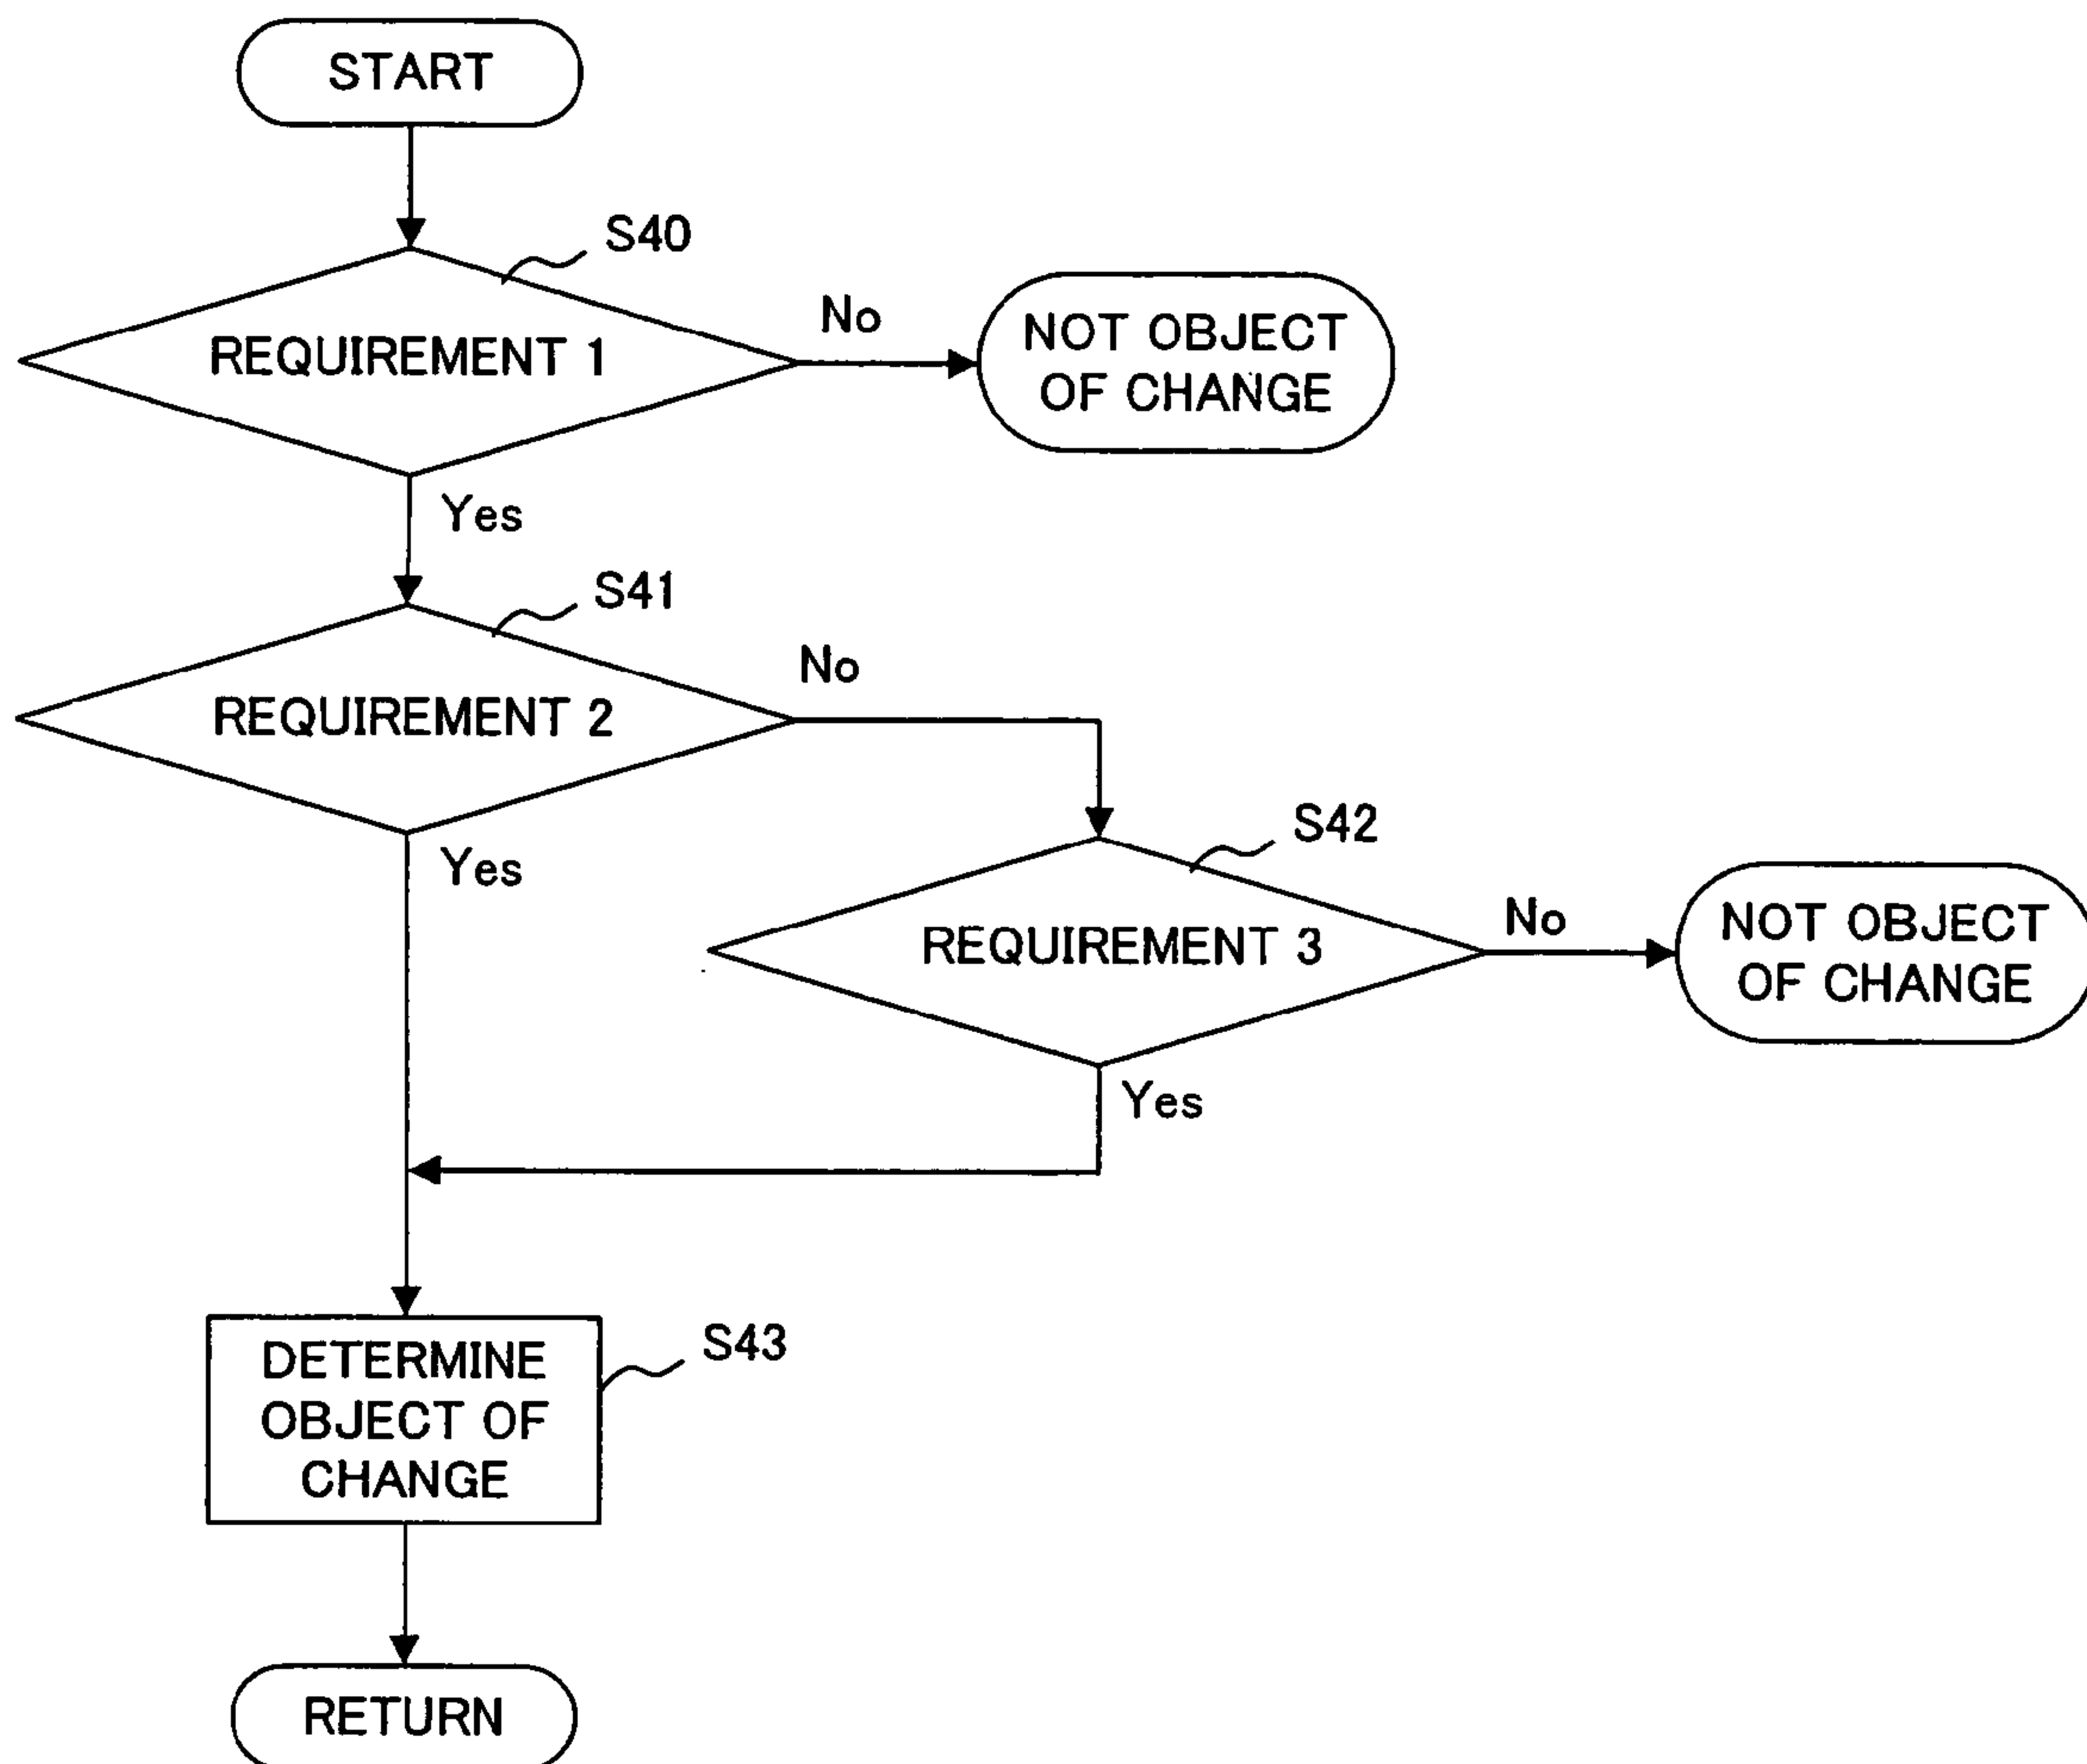 START
S40
REQUIREMENT 1
No
NOT OBJECT
OF CHANGE
Yes
S41
REQUIREMENT 2
No
Yes
S42
REQUIREMENT 3
No
NOT OBJECT
OF CHANGE
Yes
S43
DETERMINE
OBJECT OF
CHANGE
RETURN